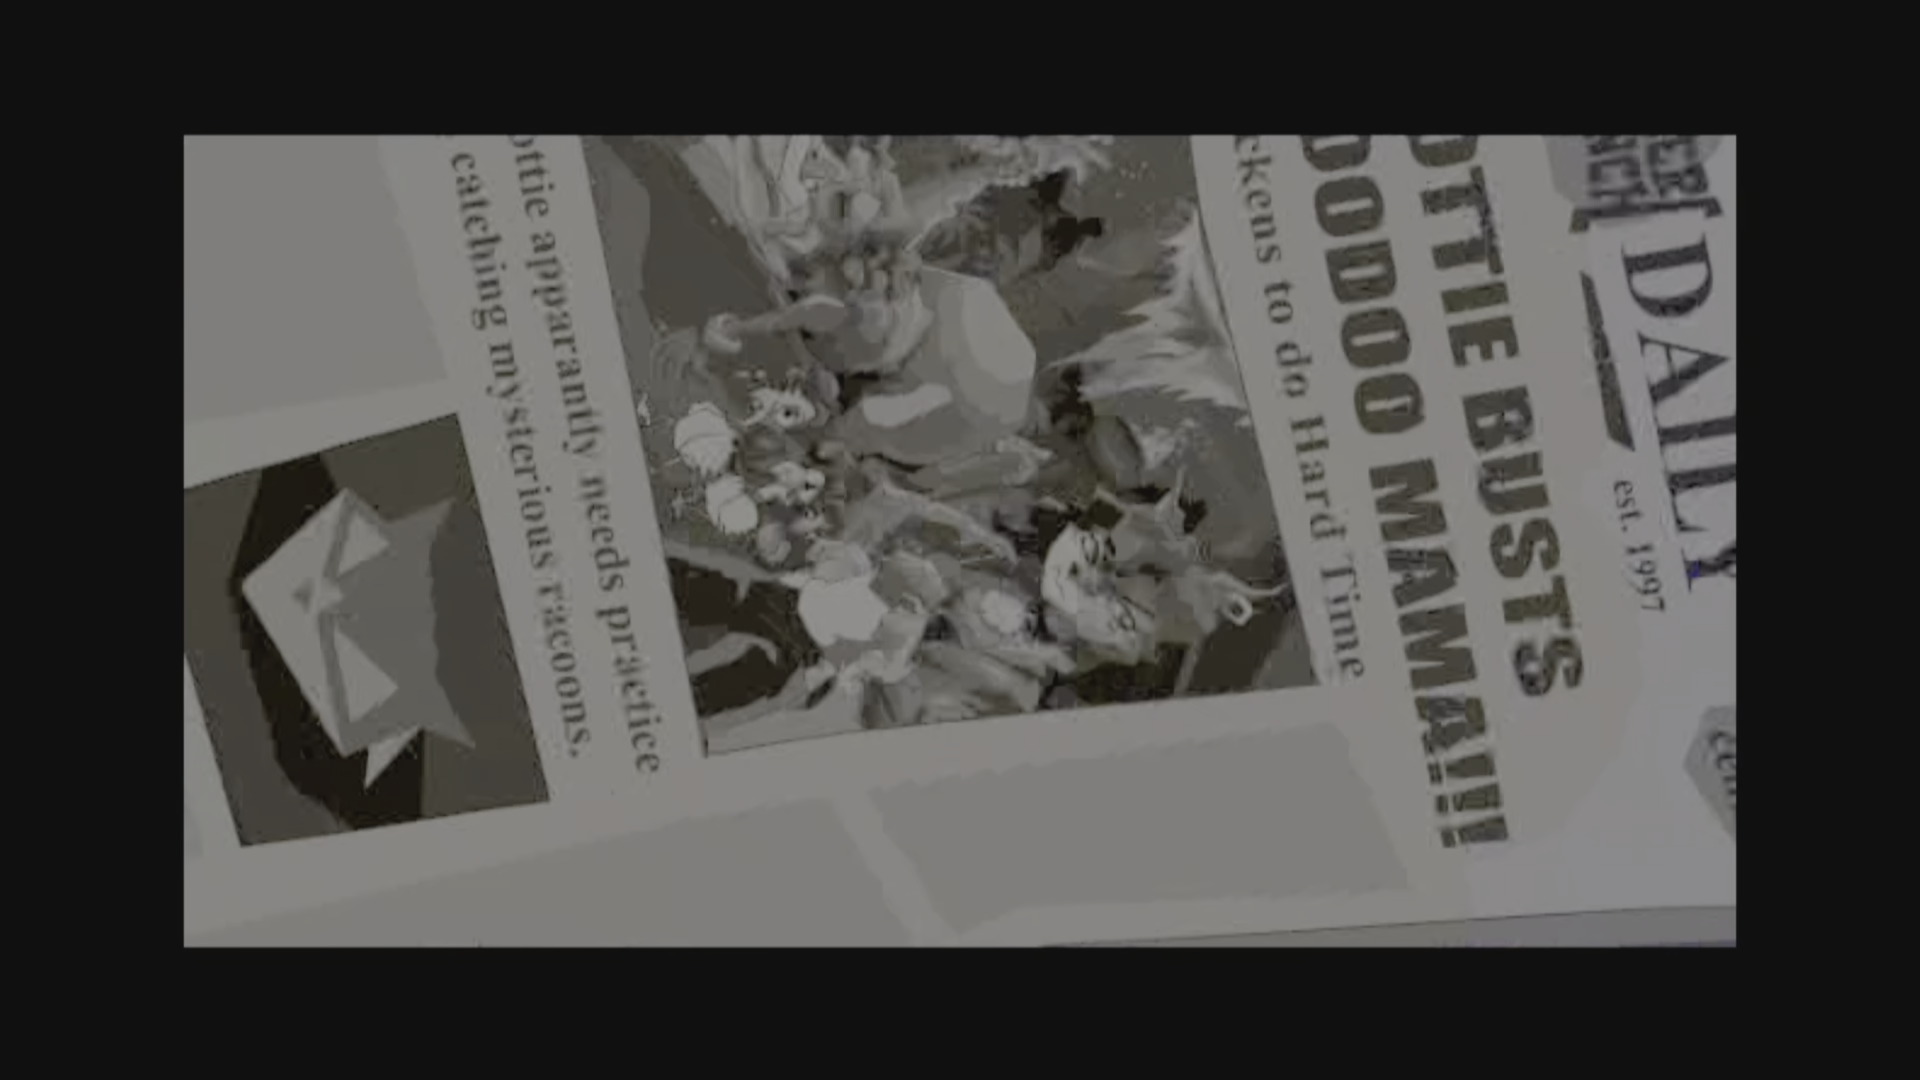 [DAILY
est. 1997
OTTIE BUSTS
OODOO MAMA!!!
ckens to do Hard Time
ottie apparantly needs practice
catching mysterious racoons.